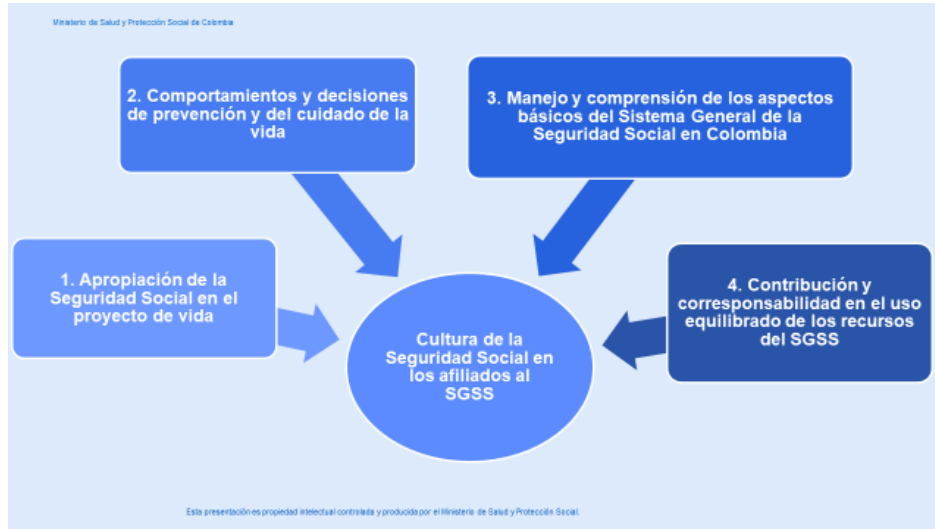 Ministerio de Salud y Protección Social de Colombia
2. Comportamientos y decisiones
de prevención y del cuidado de la
vida
3. Manejo y comprensión de los aspectos
básicos del Sistema General de la
Seguridad Social en Colombia
1. Apropiación de la
Seguridad Social en el
proyecto de vida
4. Contribución y
corresponsabilidad en el uso
equilibrado de los recursos
del SGSS
Cultura de la
Seguridad Social en
los afiliados al
SGSS
Esta presentación es propiedad intelectual controlada y producida por el Ministerio de Salud y Protección Social.